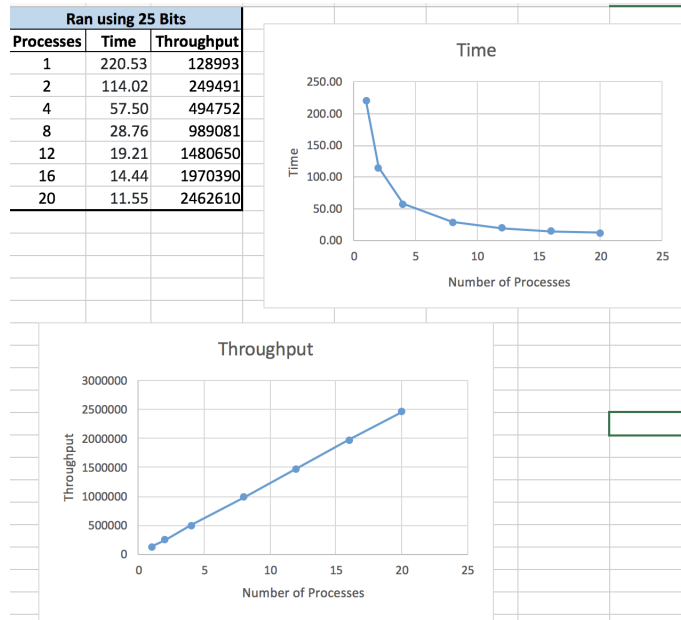 Ran using 25 Bits
Processes Time Throughput
1 220.53 128993
2 114.02 249491
4 57.50 494752
8 28.76 989081
12 19.21 1480650
16 14.44 1970390
20 11.55 2462610
Time
250.00
200.00
150.00
100.00
50.00
0.00
Time
0 5 10 15 20 25
Number of Processes
Throughput
3000000
2500000
2000000
1500000
1000000
500000
0
Throughput
0 5 10 15 20 25
Number of Processes